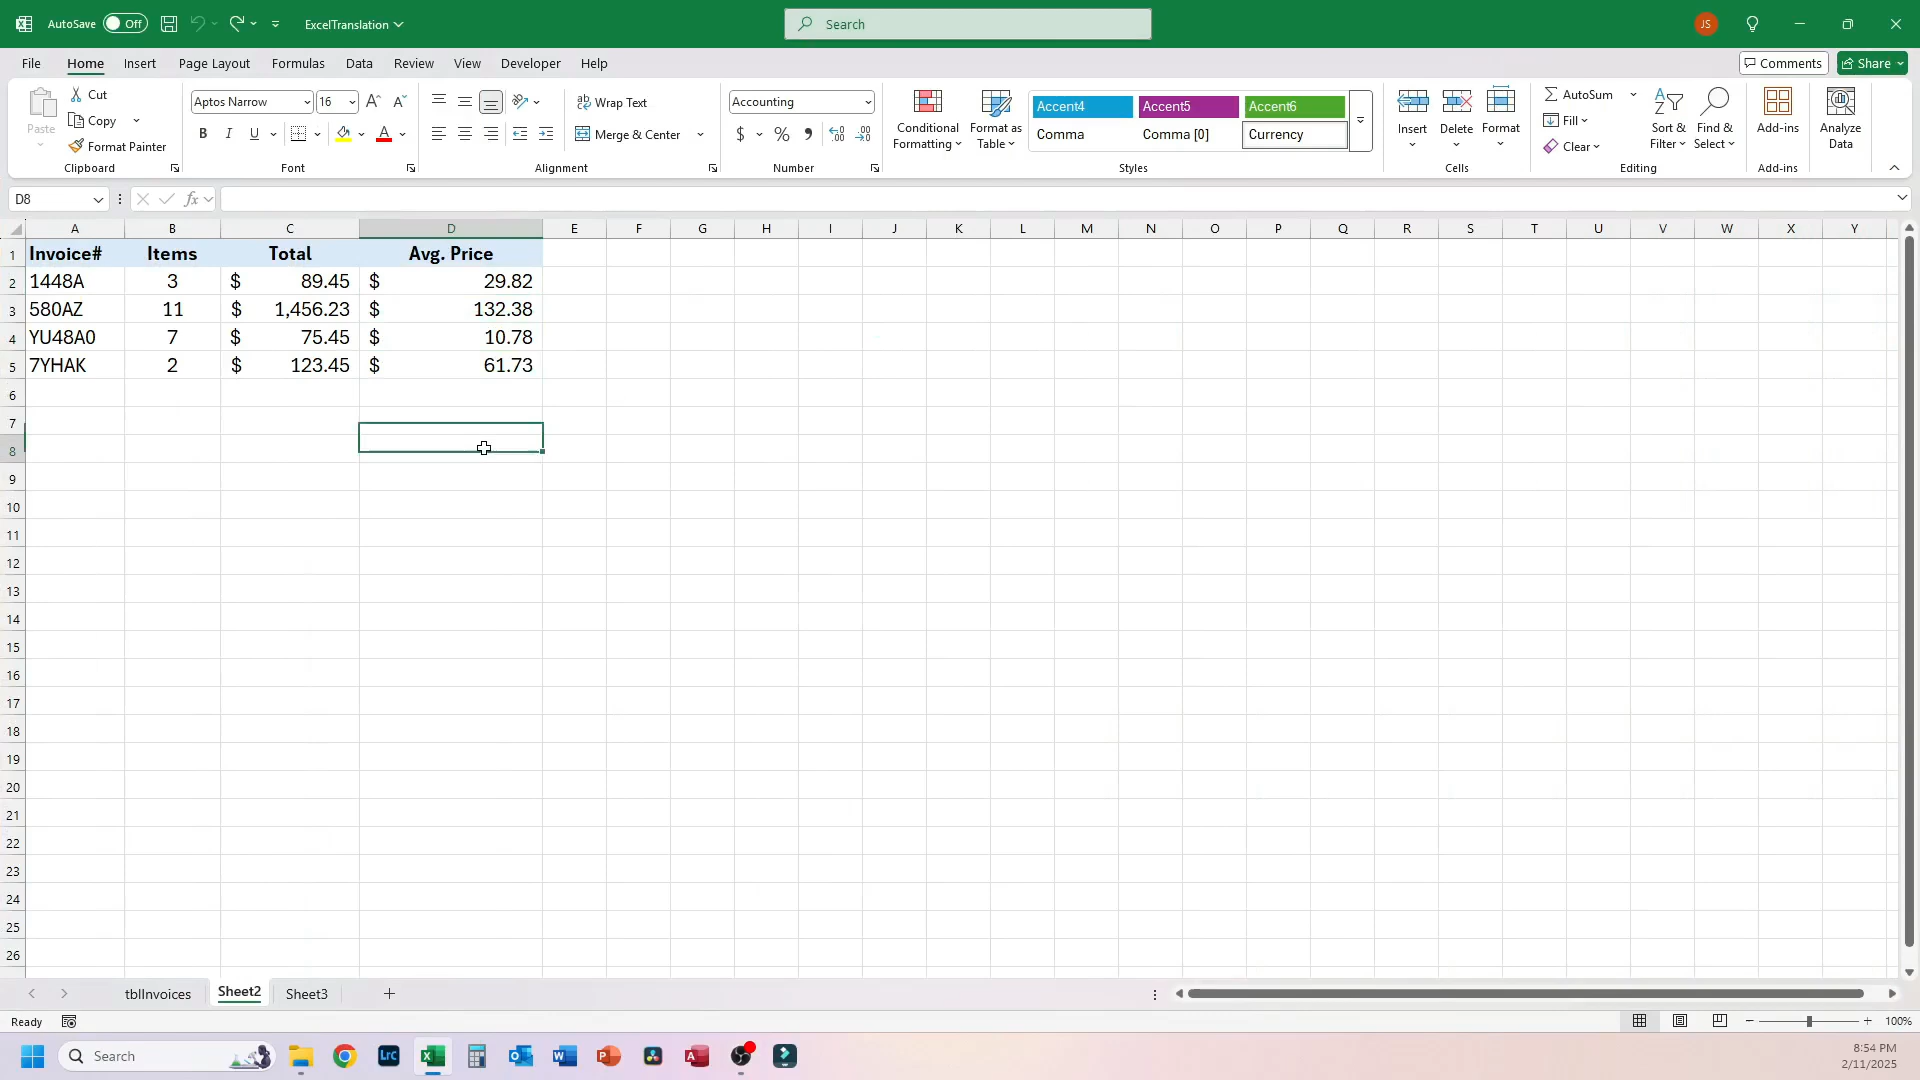 AutoSave Off ExcelTranslation Search JS
File Home Insert Page Layout Formulas Data Review View Developer Help Comments Share
Paste Cut Copy Format Painter Clipboard
Aptos Narrow 16 B I U Font
Wrap Text Merge & Center Alignment
Accounting $ % , Number
Conditional Formatting Format as Table Accent4 Accent5 Accent6 Comma Comma [0] Currency Styles
Insert Delete Format Cells
AutoSum Fill Clear Sort & Filter Find & Select Editing
Add-ins Add-ins
Analyze Data
D8 fx
A B C D E F G H I J K L M N O P Q R S T U V W X Y
1 Invoice# Items Total Avg. Price
2 1448A 3 $ 89.45 $ 29.82
3 580AZ 11 $ 1,456.23 $ 132.38
4 YU48A0 7 $ 75.45 $ 10.78
5 7YHAK 2 $ 123.45 $ 61.73
6
7
8
9
10
11
12
13
14
15
16
17
18
19
20
21
22
23
24
25
26
tblInvoices Sheet2 Sheet3
Ready 100%
Search Lrc 8:54 PM
2/11/2025